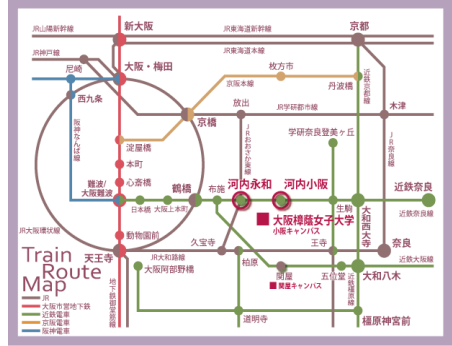 JR山陽新幹線
新大阪
JR東海道新幹線
京都
JR神戸線
JR東海道本線
大阪・梅田
尼崎
枚方市
京阪本線
丹波橋
近鉄京都線
西九条
放出
JR学研都市線
木津
京橋
阪神なんば線
淀屋橋
JRおおさか東線
学研奈良登美ヶ丘
JR奈良線
本町
心斎橋
難波/
大阪難波
鶴橋
布施
河内永和
河内小阪
生駒
近鉄奈良
日本橋
大阪上本町
大和西大寺
近鉄奈良線
大阪樟蔭女子大学
小阪キャンパス
JR大阪環状線
動物園前
久宝寺
王寺
奈良
天王寺
JR大和路線
柏原
近鉄大阪線
Train
Route
Map
大阪阿部野橋
関屋
五位堂
大和八木
関屋キャンパス
近鉄橿原線
地下鉄御堂筋線
JR
大阪市営地下鉄
近鉄電車
京阪電車
阪神電車
道明寺
橿原神宮前